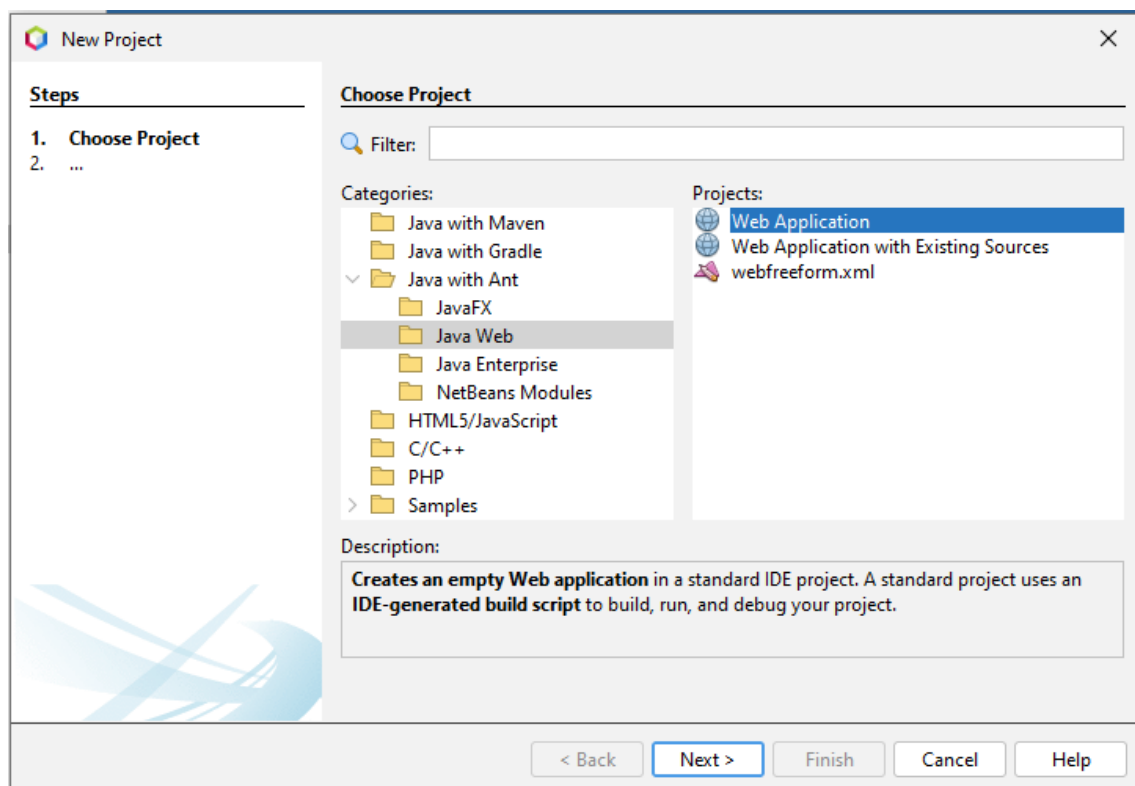 New Project
Steps
1. Choose Project
2. ...
Choose Project
Filter:
Categories:
Java with Maven
Java with Gradle
Java with Ant
JavaFX
Java Web
Java Enterprise
NetBeans Modules
HTML5/JavaScript
C/C++
PHP
Samples
Projects:
Web Application
Web Application with Existing Sources
webfreeform.xml
Description:
Creates an empty Web application in a standard IDE project. A standard project uses an
IDE-generated build script to build, run, and debug your project.
< Back Next > Finish Cancel Help